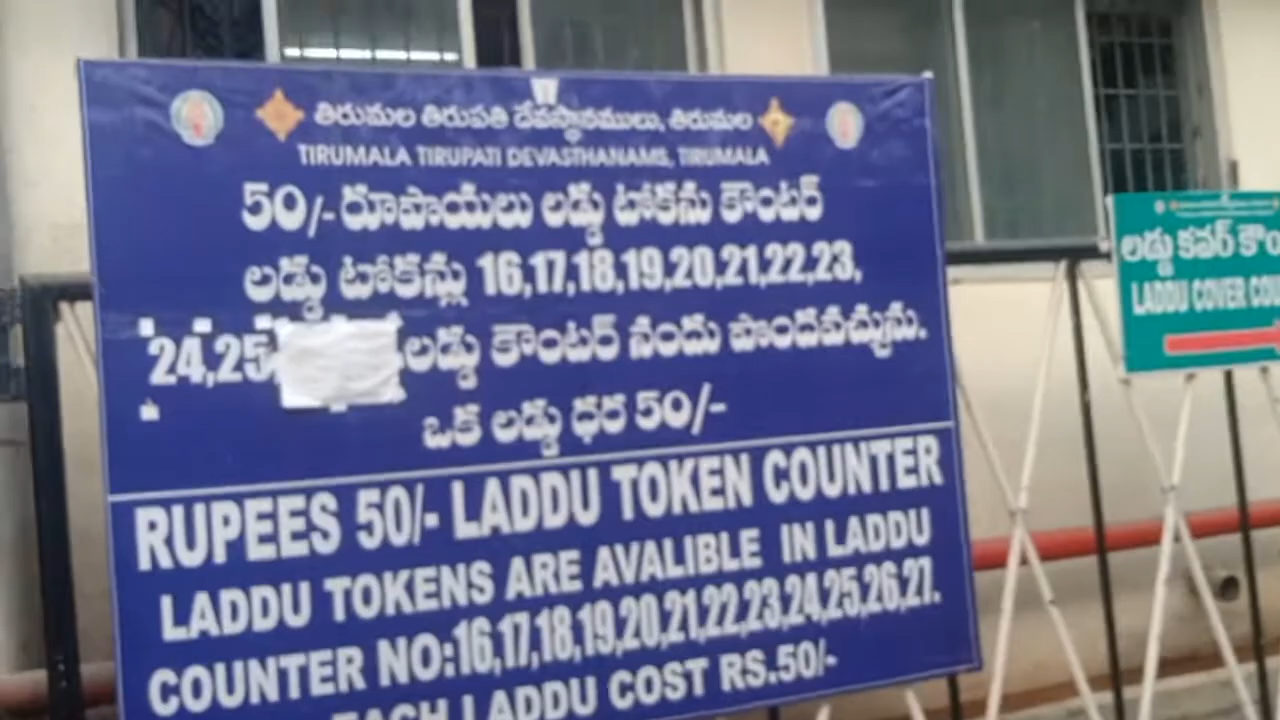 తిరుమల తిరుపతి దేవస్థానములు, తిరుమల
TIRUMALA TIRUPATI DEVASTHANAMS, TIRUMALA
50/- రూపాయలు లడ్డు టోకను కౌంటర్
లడ్డు టోకన్లు 16,17,18,19,20,21,22,23,
24,25, లడ్డు కౌంటర్ నందు పొందవచ్చును.
ఒక లడ్డు ధర 50/-
RUPEES 50/- LADDU TOKEN COUNTER
LADDU TOKENS ARE AVALIBLE IN LADDU
COUNTER NO:16,17,18,19,20,21,22,23,24,25,26,27.
EACH LADDU COST RS.50/-
లడ్డు కవర్ కౌం
LADDU COVER COU